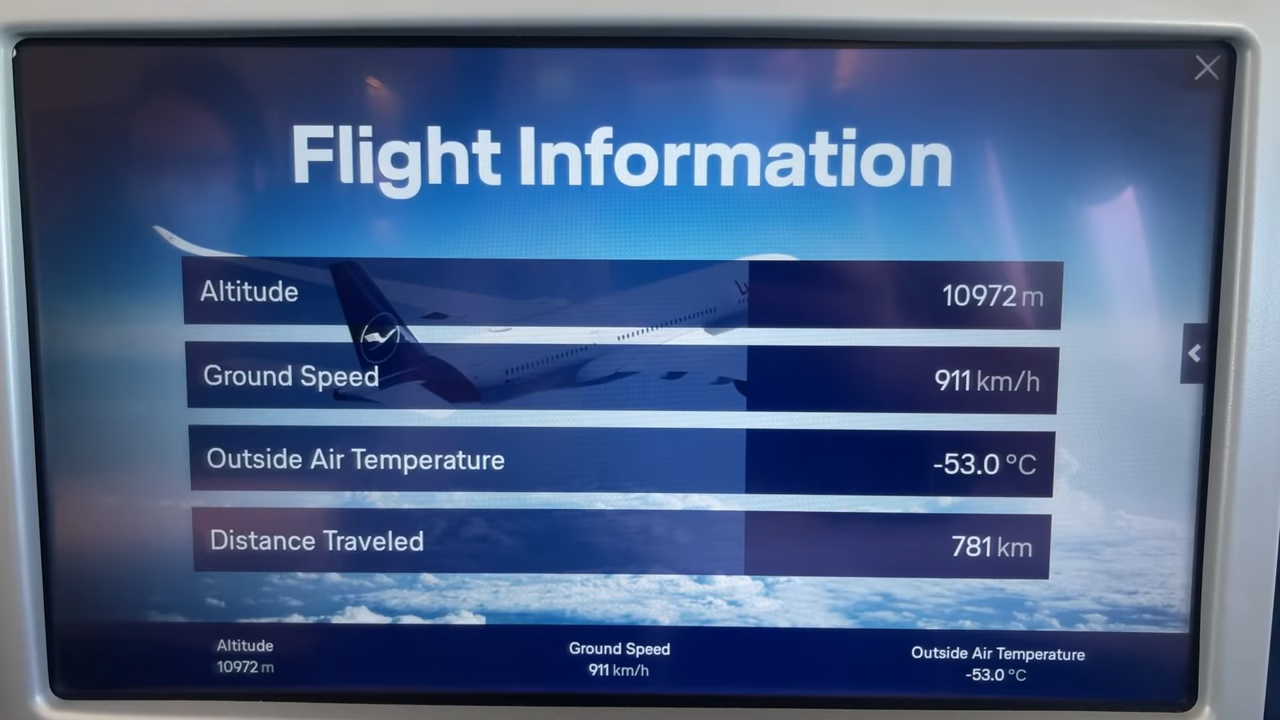 Flight Information
Altitude 10972 m
Ground Speed 911 km/h
Outside Air Temperature -53.0 °C
Distance Traveled 781 km
Altitude Ground Speed Outside Air Temperature
10972 m 911 km/h -53.0 °C